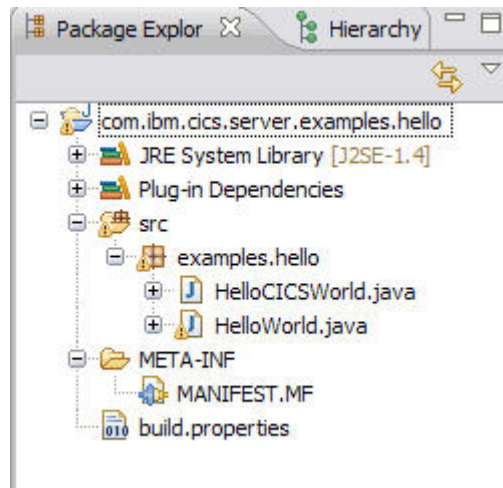 Package Explor Hierarchy
com.ibm.cics.server.examples.hello
JRE System Library [J2SE-1.4]
Plug-in Dependencies
src
examples.hello
HelloCICSWorld.java
HelloWorld.java
META-INF
MANIFEST.MF
build.properties